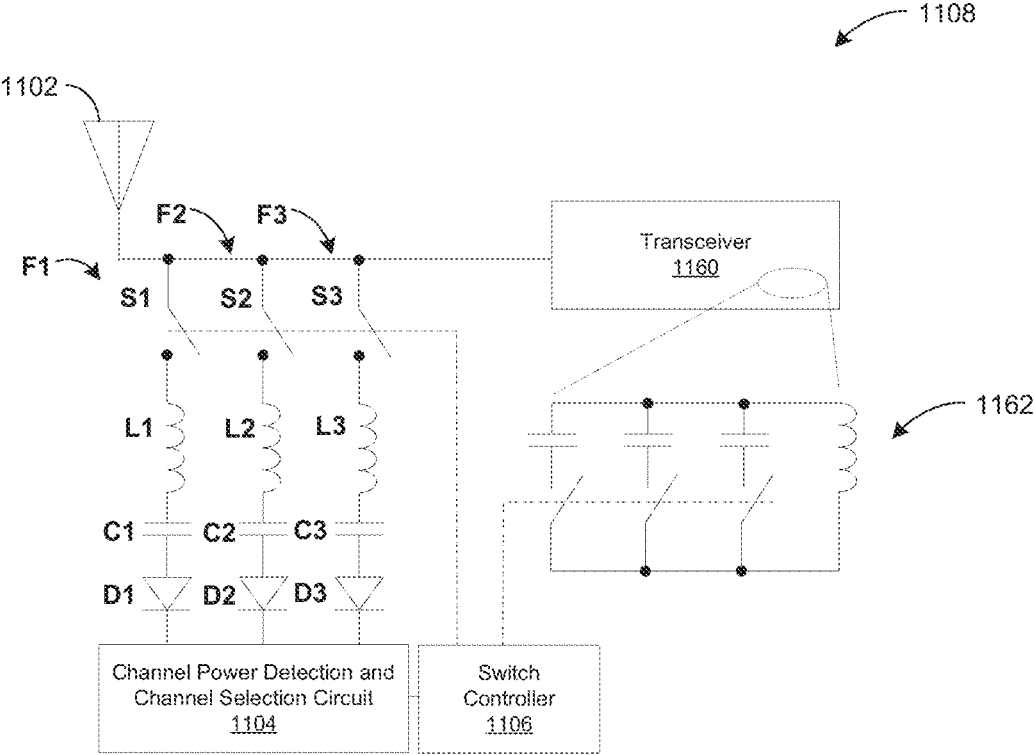 1108
1102
F2
F3
F1
Transceiver
1160
S1
S2
S3
1162
L1
L2
L3
C1
C2
C3
D1
D2
D3
Channel Power Detection and
Channel Selection Circuit
1104
Switch
Controller
1106